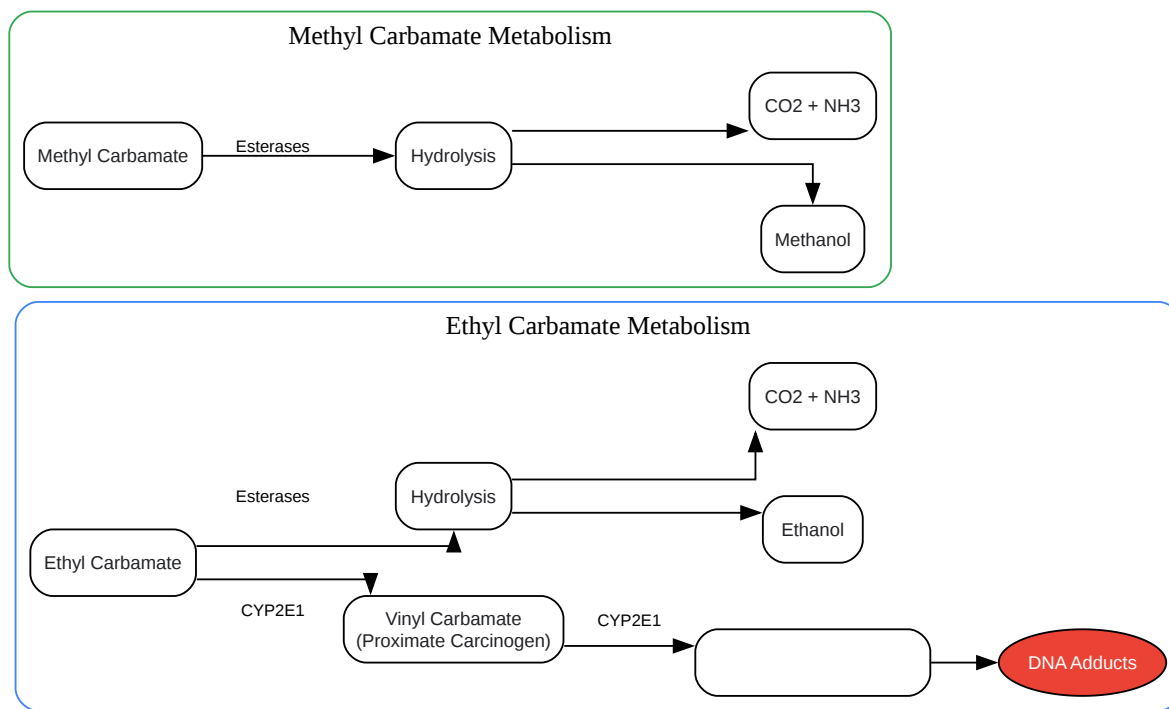 Methyl Carbamate Metabolism
CO2 + NH3
Methyl Carbamate
Esterases
Hydrolysis
Methanol
Ethyl Carbamate Metabolism
CO2 + NH3
Esterases
Hydrolysis
Ethanol
Ethyl Carbamate
CYP2E1
Vinyl Carbamate
(Proximate Carcinogen)
CYP2E1
DNA Adducts